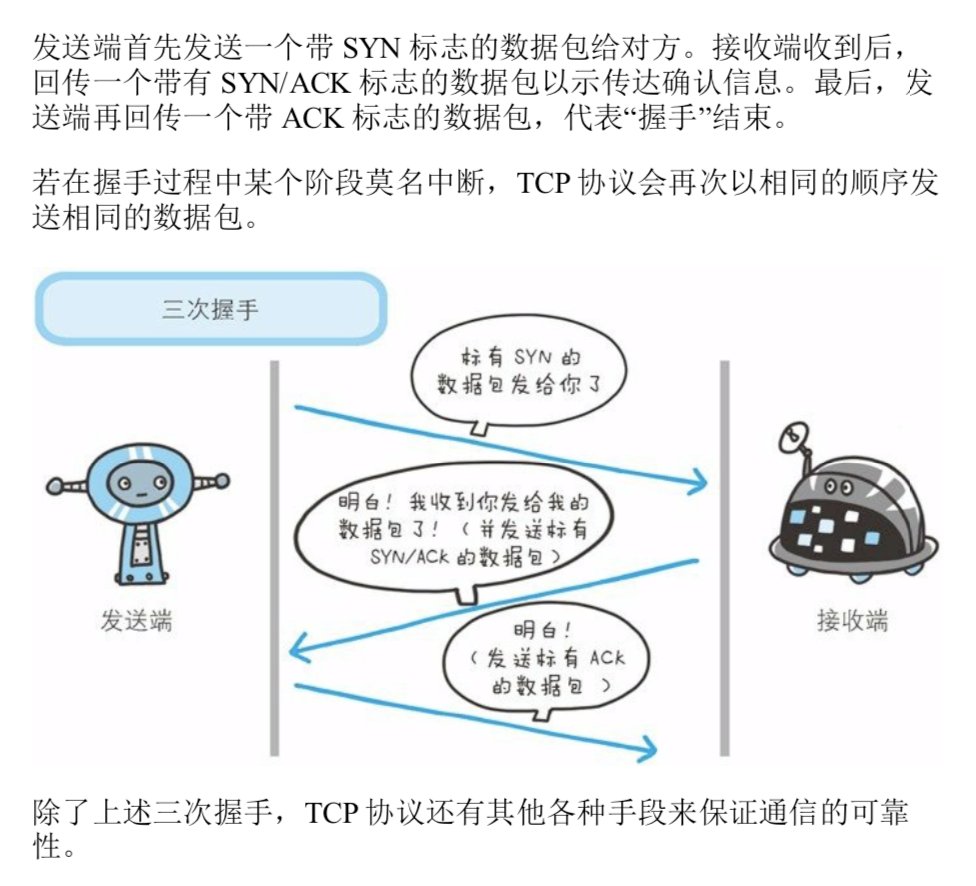 发送端首先发送一个带 SYN 标志的数据包给对方。接收端收到后，
回传一个带有 SYN/ACK 标志的数据包以示传达确认信息。最后，发
送端再回传一个带 ACK 标志的数据包，代表“握手”结束。
若在握手过程中某个阶段莫名中断，TCP 协议会再次以相同的顺序发
送相同的数据包。
三次握手
标有 SYN 的
数据包发给你了
明白！我收到你发给我的
数据包了！（并发送标有
SYN/ACK 的数据包）
明白！
（发送标有 ACK
的数据包 ）
发送端
接收端
除了上述三次握手，TCP 协议还有其他各种手段来保证通信的可靠
性。